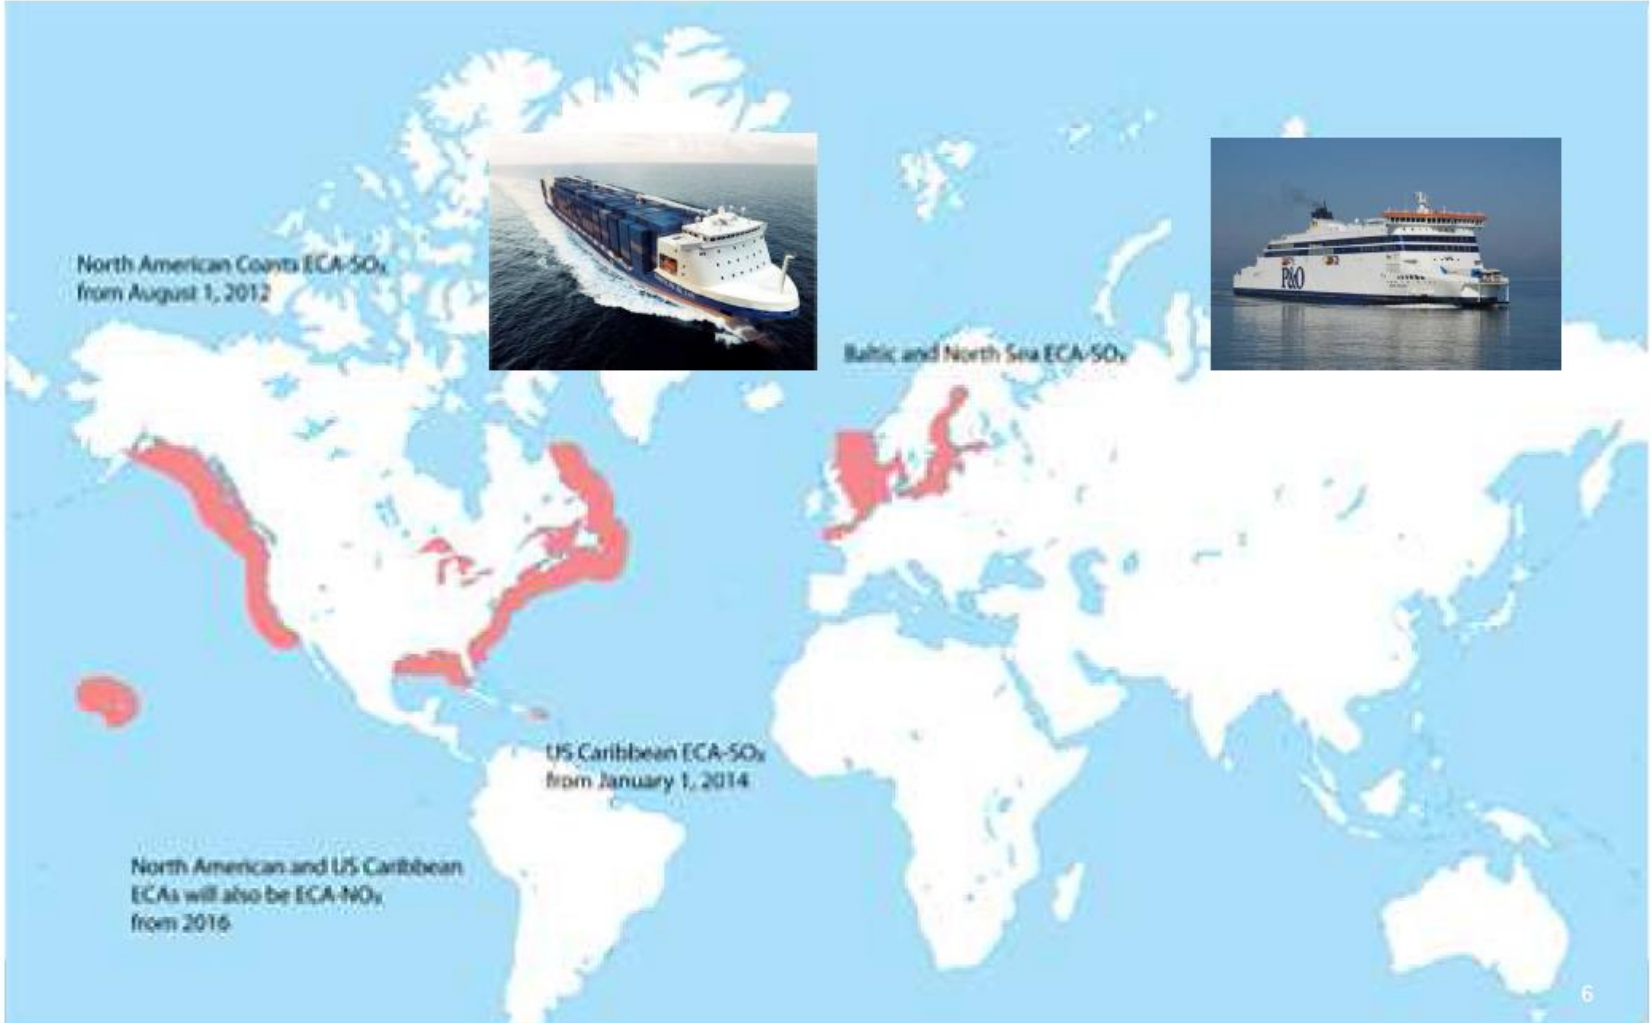 North American Coasts ECA-SOx
from August 1, 2012
P&O
Baltic and North Sea ECA-SOx
US Caribbean ECA-SOx
from January 1, 2014
North American and US Caribbean
ECAs will also be ECA-NOx
from 2016
6